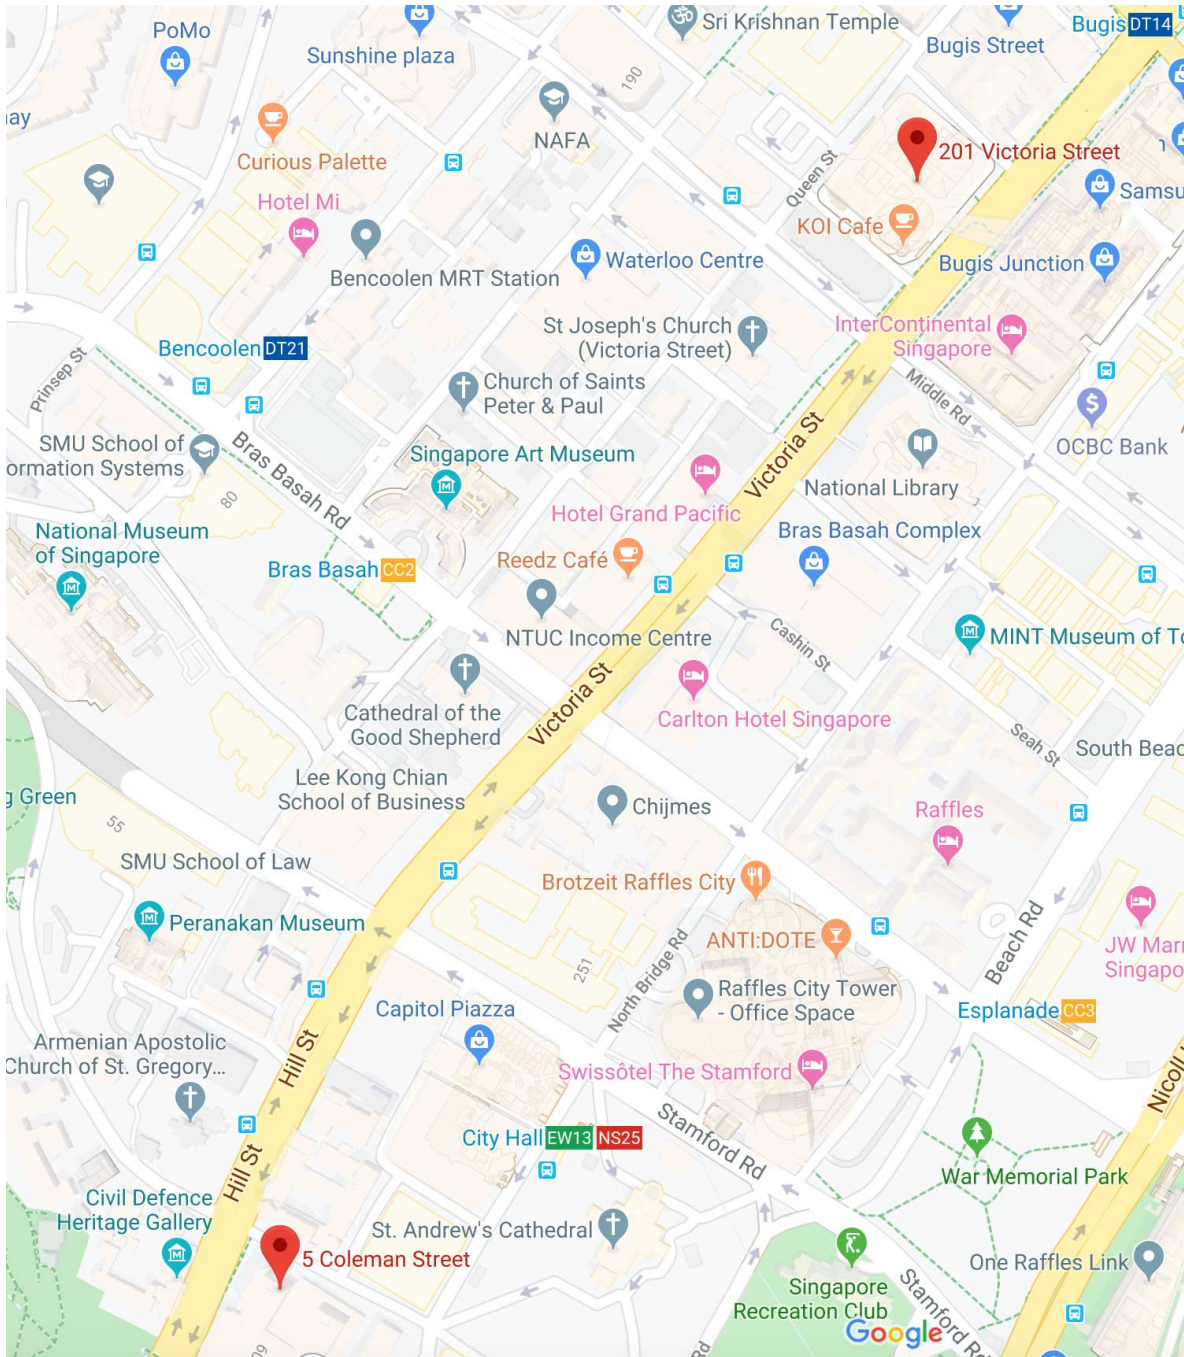 PoMo
Sunshine plaza
Sri Krishnan Temple
Bugis Street
Bugis DT14
190
NAFA
Curious Palette
Queen St
201 Victoria Street
Hotel Mi
KOI Cafe
Bencoolen MRT Station
Waterloo Centre
Bugis Junction
St Joseph's Church
(Victoria Street)
InterContinental
Singapore
Bencoolen DT21
Prinsep St
Church of Saints
Peter & Paul
Middle Rd
OCBC Bank
SMU School of
ormation Systems
80
Bras Basah Rd
Singapore Art Museum
Victoria St
National Library
Hotel Grand Pacific
National Museum
of Singapore
Bras Basah Complex
Bras Basah CC2
Reedz Café
NTUC Income Centre
Cashin St
MINT Museum of To
Cathedral of the
Good Shepherd
Victoria St
Carlton Hotel Singapore
Seah St
South Beac
Lee Kong Chian
School of Business
g Green
55
Chijmes
Raffles
SMU School of Law
Brotzeit Raffles City
Peranakan Museum
ANTI:DOTE
Beach Rd
JW Marr
Singapo
251
North Bridge Rd
Raffles City Tower
- Office Space
Capitol Piazza
Esplanade CC3
Armenian Apostolic
Church of St. Gregory...
Hill St
Swissôtel The Stamford
Nicoll
City Hall EW13 NS25
Stamford Rd
War Memorial Park
Hill St
Civil Defence
Heritage Gallery
St. Andrew's Cathedral
5 Coleman Street
Singapore
Recreation Club
Stamford Rd
One Raffles Link
Google